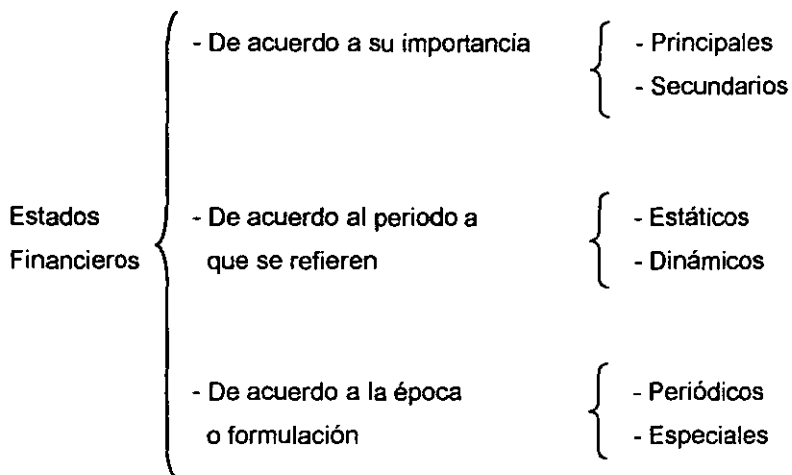 Estados
Financieros
- De acuerdo a su importancia
- Principales
- Secundarios
- De acuerdo al periodo a
que se refieren
- Estáticos
- Dinámicos
- De acuerdo a la época
o formulación
- Periódicos
- Especiales